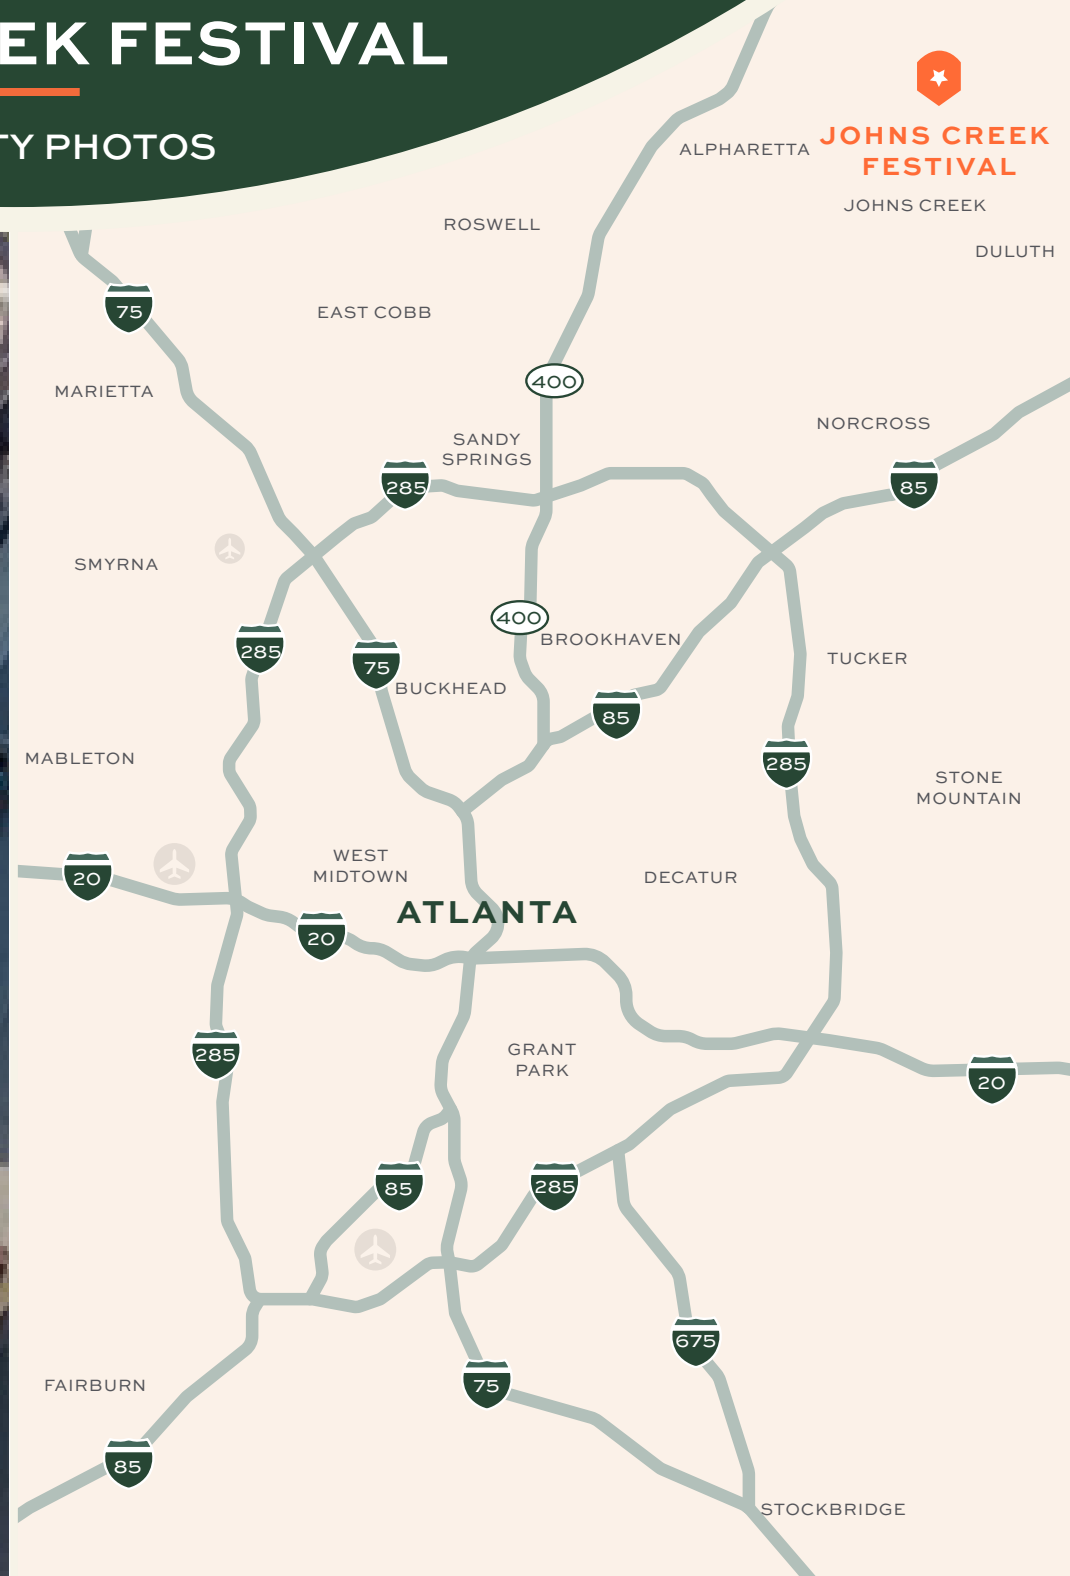 EK FESTIVAL
TY PHOTOS
JOHNS CREEK
FESTIVAL
ALPHARETTA
JOHNS CREEK
ROSWELL
DULUTH
75
EAST COBB
400
MARIETTA
NORCROSS
SANDY
SPRINGS
285
85
SMYRNA
400
BROOKHAVEN
285
75
TUCKER
BUCKHEAD
85
MABLETON
285
STONE
MOUNTAIN
WEST
MIDTOWN
20
DECATUR
ATLANTA
20
285
GRANT
PARK
20
85
285
675
75
FAIRBURN
85
STOCKBRIDGE